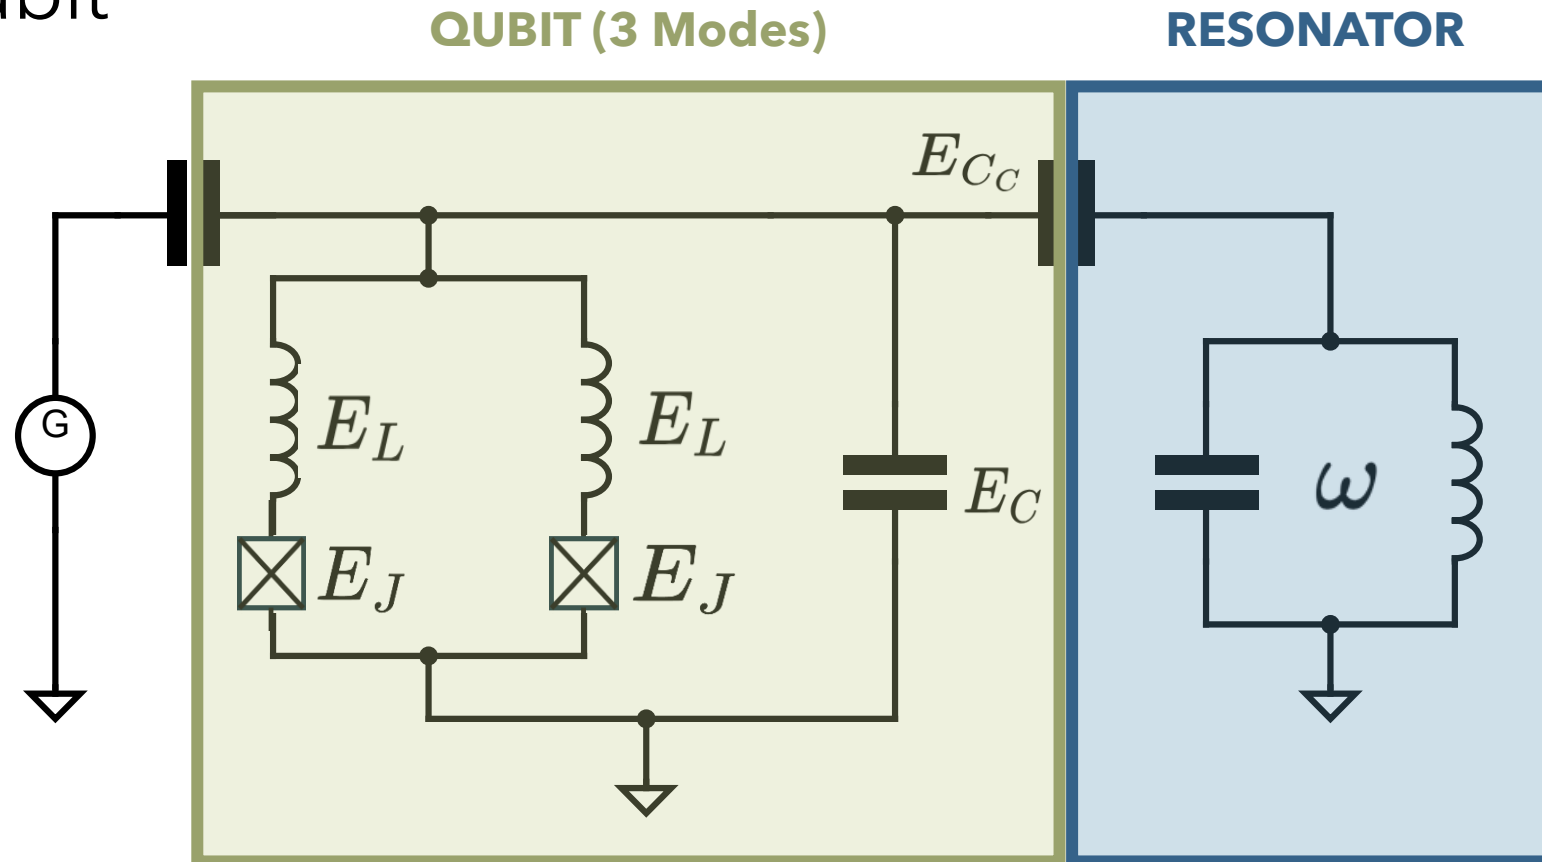 QUBIT (3 Modes)
RESONATOR
E_{C_C}
G
E_L
E_L
E_C
ω
E_J
E_J